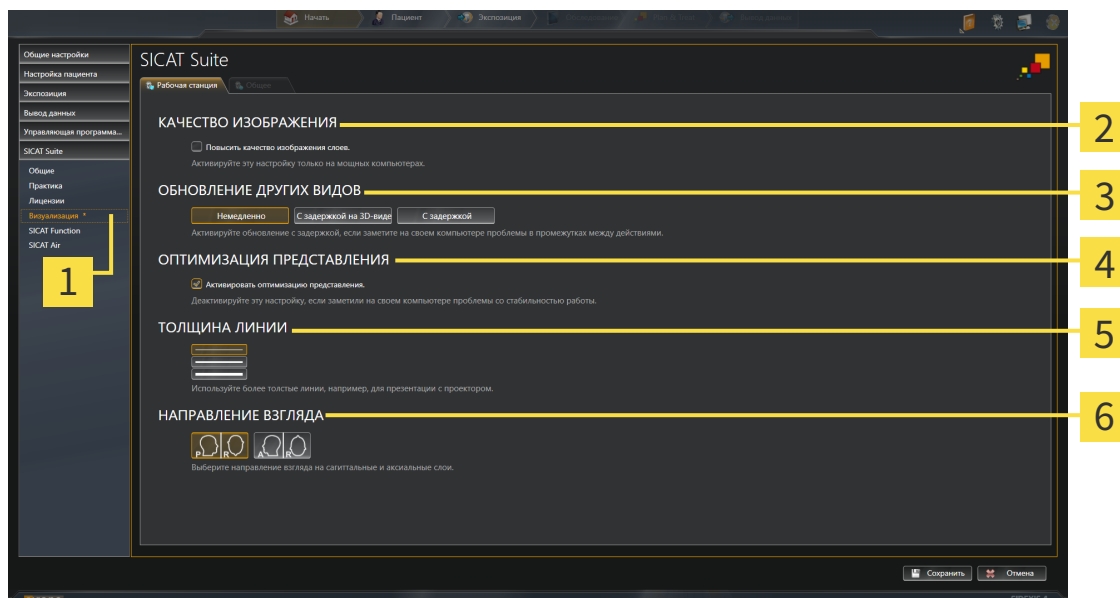 Начать
Пациент
Экспозиция
Общие настройки
Настройка пациента
Экспозиция
Вывод данных
Управляющая программа...
SICAT Suite
Общие
Практика
Лицензии
Визуализация *
SICAT Function
SICAT Air
1
SICAT Suite
Рабочая станция
Общее
КАЧЕСТВО ИЗОБРАЖЕНИЯ
2
Повысить качество изображения слоев.
Активируйте эту настройку только на мощных компьютерах.
ОБНОВЛЕНИЕ ДРУГИХ ВИДОВ
3
Немедленно
С задержкой на 3D-виде
С задержкой
Активируйте обновление с задержкой, если заметите на своем компьютере проблемы в промежутках между действиями.
ОПТИМИЗАЦИЯ ПРЕДСТАВЛЕНИЯ
4
Активировать оптимизацию представления.
Деактивируйте эту настройку, если заметили на своем компьютере проблемы со стабильностью работы.
ТОЛЩИНА ЛИНИИ
5
Используйте более толстые линии, например, для презентации с проектором.
НАПРАВЛЕНИЕ ВЗГЛЯДА
6
P R A R
Выберите направление взгляда на сагиттальные и аксиальные слои.
Сохранить
Отмена